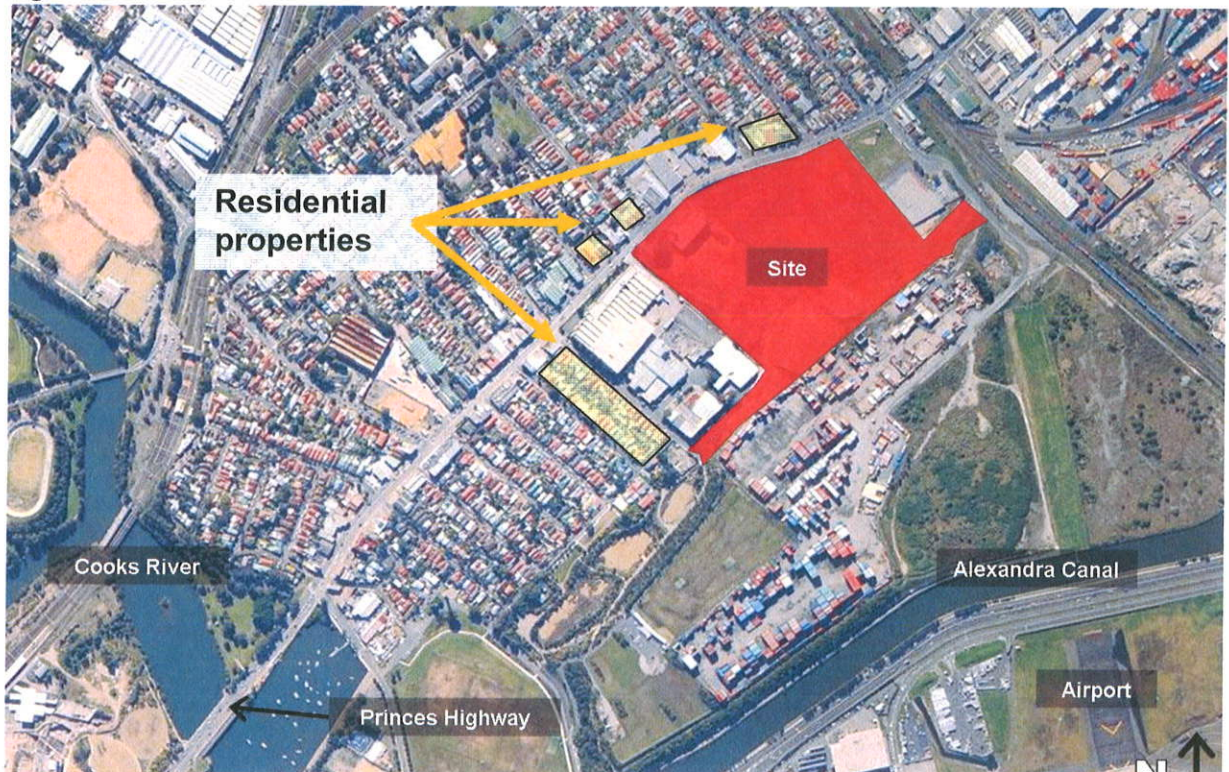 Residential
properties
Site
Cooks River
Alexandra Canal
Airport
Princes Highway
N